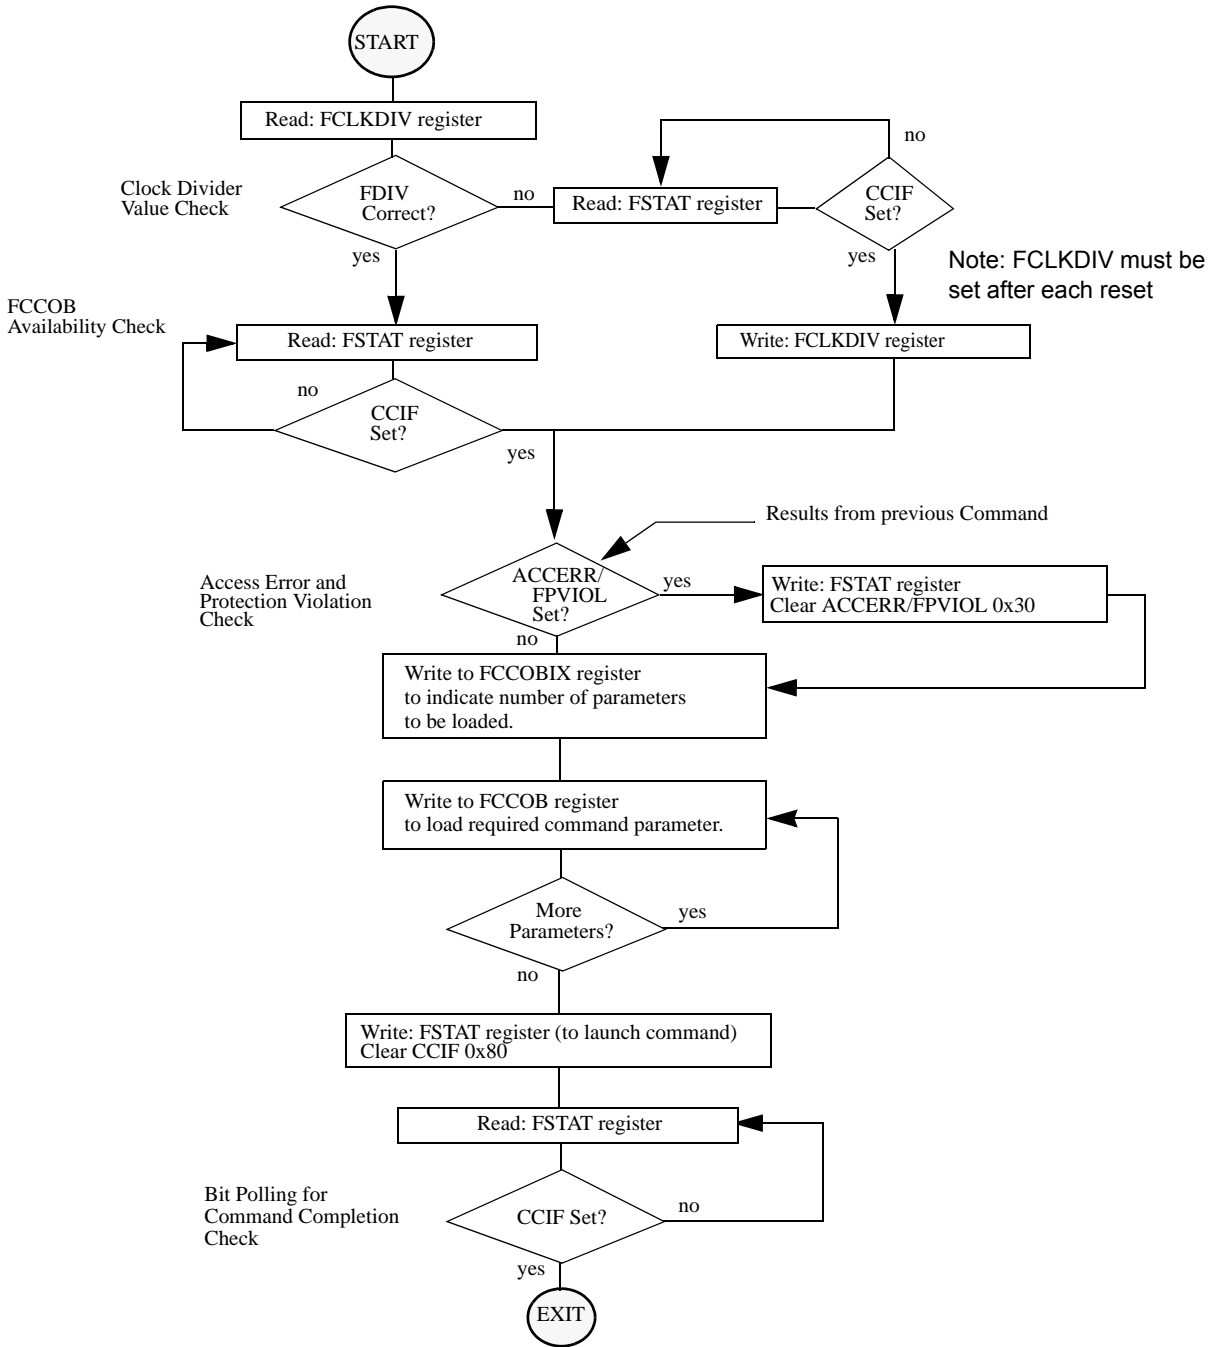 START
Read: FCLKDIV register
no
Clock Divider
Value Check
FDIV
Correct?
no
Read: FSTAT register
CCIF
Set?
yes
yes
Note: FCLKDIV must be
set after each reset
FCCOB
Availability Check
Read: FSTAT register
Write: FCLKDIV register
no
CCIF
Set?
yes
Results from previous Command
Access Error and
Protection Violation
Check
ACCERR/
FPVIOL
Set?
yes
Write: FSTAT register
Clear ACCERR/FPVIOL 0x30
no
Write to FCCOBIX register
to indicate number of parameters
to be loaded.
Write to FCCOB register
to load required command parameter.
More
Parameters?
yes
no
Write: FSTAT register (to launch command)
Clear CCIF 0x80
Read: FSTAT register
Bit Polling for
Command Completion
Check
CCIF Set?
no
yes
EXIT